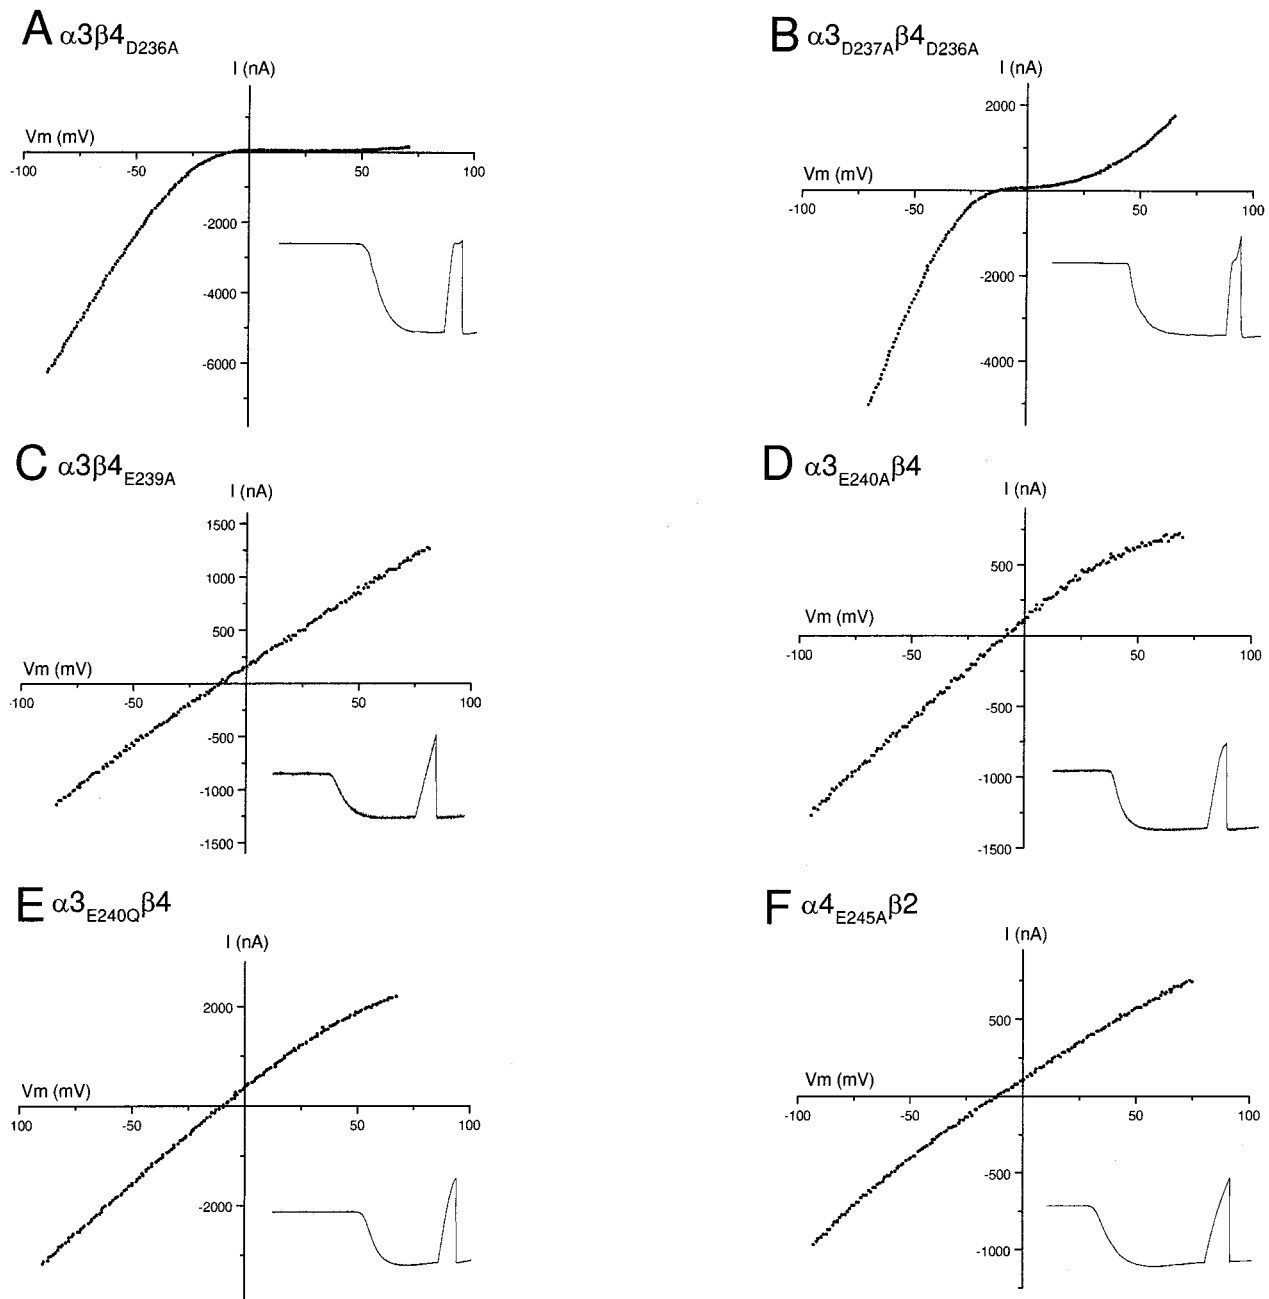 A α3β4D236A
I (nA)
Vm (mV)
-100 -50 50 100
-2000
-4000
-6000
B α3D237Aβ4D236A
I (nA)
2000
Vm (mV)
-100 -50 50 100
-2000
-4000
C α3β4E239A
I (nA)
1500
1000
500
Vm (mV)
-100 -50 50 100
-500
-1000
-1500
D α3E240Aβ4
I (nA)
500
Vm (mV)
-100 -50 50 100
-500
-1000
-1500
E α3E240Qβ4
I (nA)
2000
Vm (mV)
100 -50 50 100
-2000
F α4E245Aβ2
I (nA)
500
Vm (mV)
-100 -50 50 100
-500
-1000